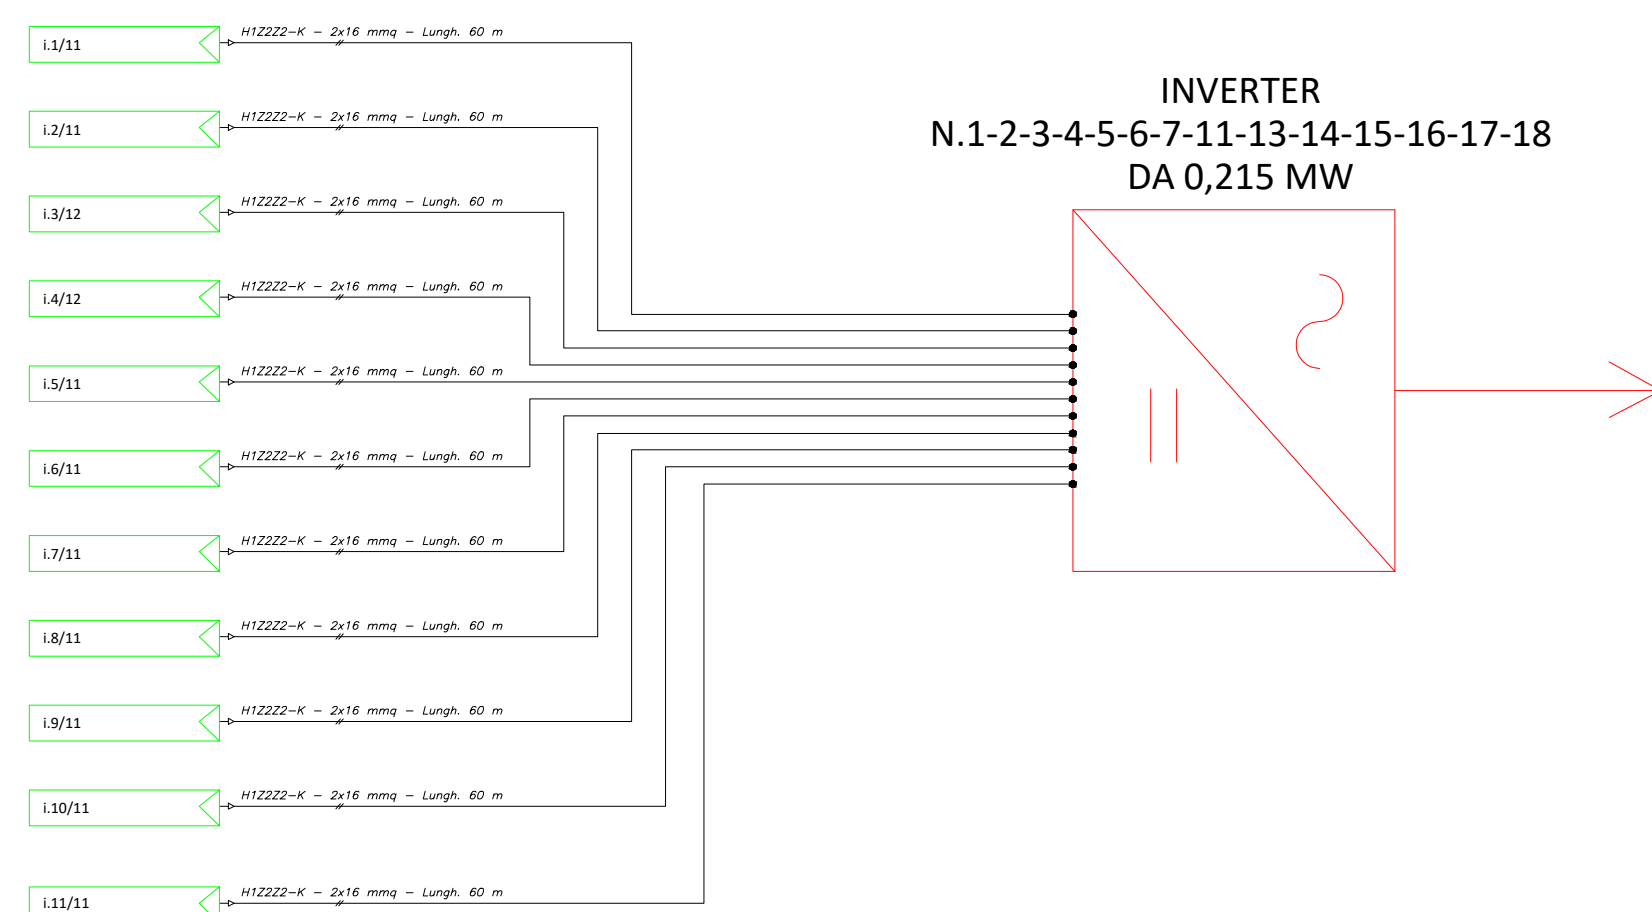 i.1/11
H1Z2Z2-K - 2x16 mmq - Lungh. 60 m
i.2/11
H1Z2Z2-K - 2x16 mmq - Lungh. 60 m
i.3/12
H1Z2Z2-K - 2x16 mmq - Lungh. 60 m
i.4/12
H1Z2Z2-K - 2x16 mmq - Lungh. 60 m
i.5/11
H1Z2Z2-K - 2x16 mmq - Lungh. 60 m
i.6/11
H1Z2Z2-K - 2x16 mmq - Lungh. 60 m
i.7/11
H1Z2Z2-K - 2x16 mmq - Lungh. 60 m
i.8/11
H1Z2Z2-K - 2x16 mmq - Lungh. 60 m
i.9/11
H1Z2Z2-K - 2x16 mmq - Lungh. 60 m
i.10/11
H1Z2Z2-K - 2x16 mmq - Lungh. 60 m
i.11/11
H1Z2Z2-K - 2x16 mmq - Lungh. 60 m
INVERTER
N.1-2-3-4-5-6-7-11-13-14-15-16-17-18
DA 0,215 MW